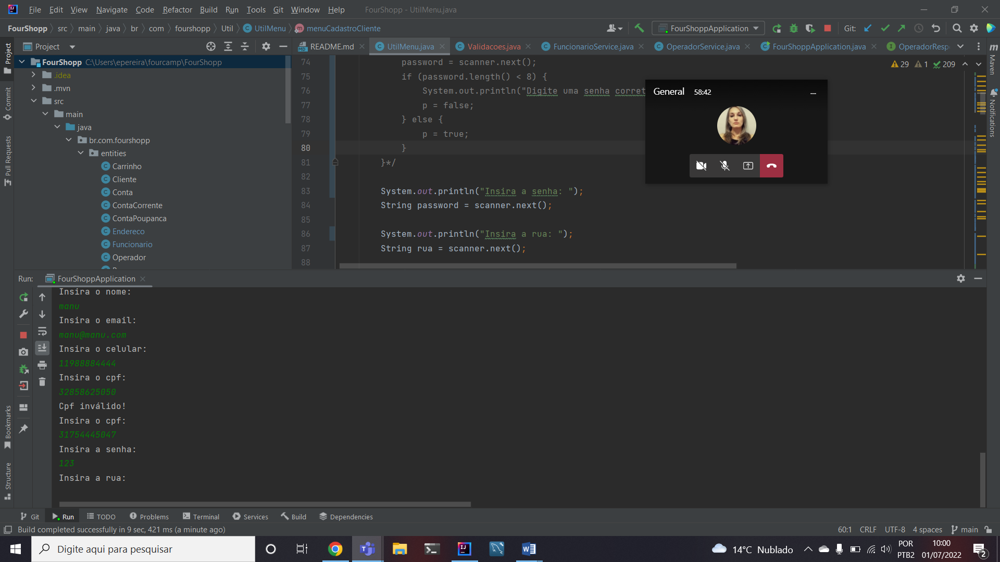 File Edit View Navigate Code Refactor Build Run Tools Git Window Help FourShopp - UtilMenu.java
FourShopp src main java br com fourshopp Util UtilMenu menuCadastroCliente FourShoppApplication Git:
Project README.md UtilMenu.java Validacoes.java FuncionarioService.java OperadorService.java FourShoppApplication.java OperadorResp
Project
Commit
Pull Requests
Bookmarks
Structure
Maven
Notifications
FourShopp C:\Users\epereira\fourcamp\FourShopp
.idea
.mvn
src
main
java
br.com.fourshopp
entities
Carrinho
Cliente
Conta
ContaCorrente
ContaPoupanca
Endereco
Funcionario
Operador
29 1 209
74 password = scanner.next();
75 if (password.length() < 8) {
76 System.out.println("Digite uma senha corret
77 p = false;
78 } else {
79 p = true;
80 }
81 }*/
82
83 System.out.println("Insira a senha: ");
84 String password = scanner.next();
85
86 System.out.println("Insira a rua: ");
87 String rua = scanner.next();
88
General 58:42
Run: FourShoppApplication
Insira o nome:
manu
Insira o email:
manu@manu.com
Insira o celular:
11988884444
Insira o cpf:
32858625050
Cpf inválido!
Insira o cpf:
31754445047
Insira a senha:
123
Insira a rua:
Git Run TODO Problems Terminal Services Build Dependencies
Build completed successfully in 9 sec, 421 ms (a minute ago) 60:1 CRLF UTF-8 4 spaces main
Digite aqui para pesquisar 14°C Nublado POR
PTB2
10:00
01/07/2022
2